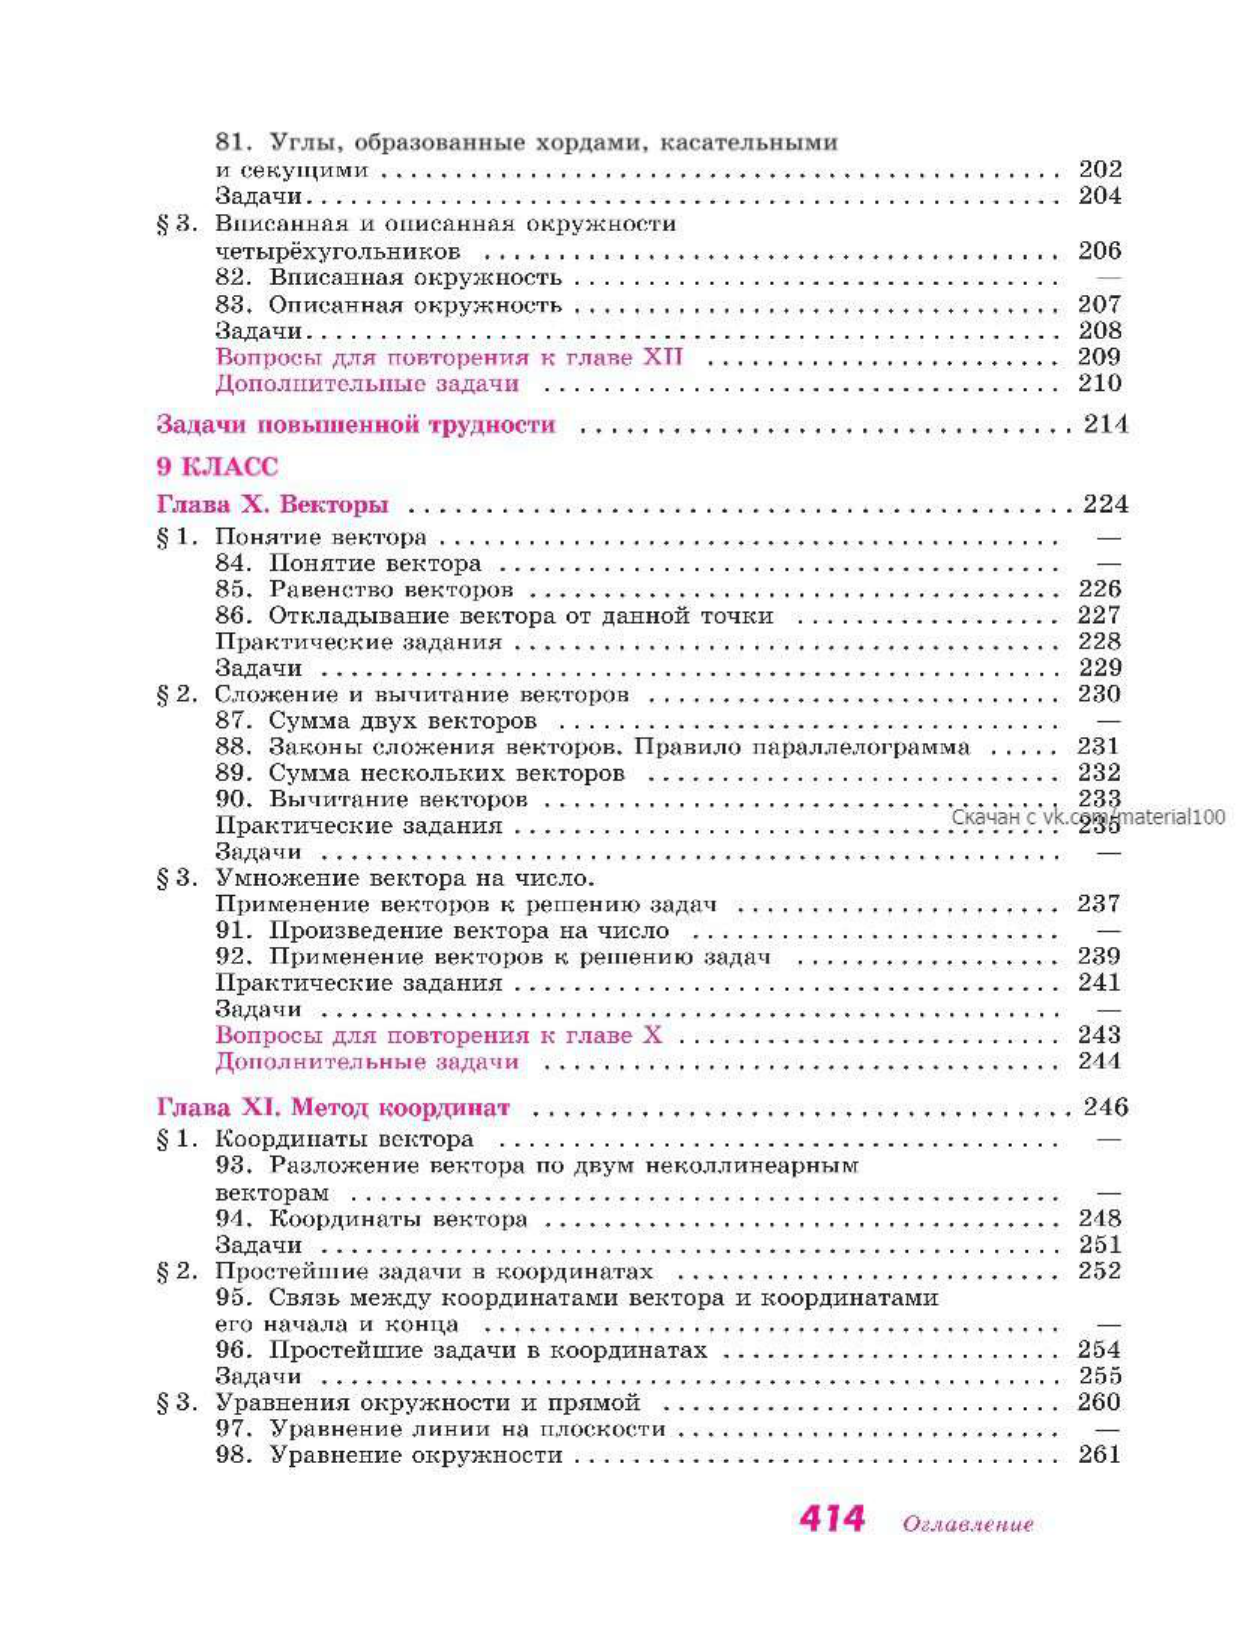 81. Углы, образованные хордами, касательными
и секущими . . . . . . . . . . 202
Задачи . . . . . . . . . . 204
§ 3. Вписанная и описанная окружности
четырёхугольников . . . . . . . . . . 206
82. Вписанная окружность . . . . . . . . . . —
83. Описанная окружность . . . . . . . . . . 207
Задачи . . . . . . . . . . 208
Вопросы для повторения к главе XII . . . . . . . . . . 209
Дополнительные задачи . . . . . . . . . . 210
Задачи повышенной трудности . . . . . . . . . . 214
9 КЛАСС
Глава X. Векторы . . . . . . . . . . 224
§ 1. Понятие вектора . . . . . . . . . . —
84. Понятие вектора . . . . . . . . . . —
85. Равенство векторов . . . . . . . . . . 226
86. Откладывание вектора от данной точки . . . . . . . . . . 227
Практические задания . . . . . . . . . . 228
Задачи . . . . . . . . . . 229
§ 2. Сложение и вычитание векторов . . . . . . . . . . 230
87. Сумма двух векторов . . . . . . . . . . —
88. Законы сложения векторов. Правило параллелограмма . . . . . 231
89. Сумма нескольких векторов . . . . . . . . . . 232
90. Вычитание векторов . . . . . . . . . . 233
Скачан с vk.com/material100
Практические задания . . . . . . . . . . 235
Задачи . . . . . . . . . . —
§ 3. Умножение вектора на число.
Применение векторов к решению задач . . . . . . . . . . 237
91. Произведение вектора на число . . . . . . . . . . —
92. Применение векторов к решению задач . . . . . . . . . . 239
Практические задания . . . . . . . . . . 241
Задачи . . . . . . . . . . —
Вопросы для повторения к главе X . . . . . . . . . . 243
Дополнительные задачи . . . . . . . . . . 244
Глава XI. Метод координат . . . . . . . . . . 246
§ 1. Координаты вектора . . . . . . . . . . —
93. Разложение вектора по двум неколлинеарным
векторам . . . . . . . . . . —
94. Координаты вектора . . . . . . . . . . 248
Задачи . . . . . . . . . . 251
§ 2. Простейшие задачи в координатах . . . . . . . . . . 252
95. Связь между координатами вектора и координатами
его начала и конца . . . . . . . . . . —
96. Простейшие задачи в координатах . . . . . . . . . . 254
Задачи . . . . . . . . . . 255
§ 3. Уравнения окружности и прямой . . . . . . . . . . 260
97. Уравнение линии на плоскости . . . . . . . . . . —
98. Уравнение окружности . . . . . . . . . . 261
414 Оглавление